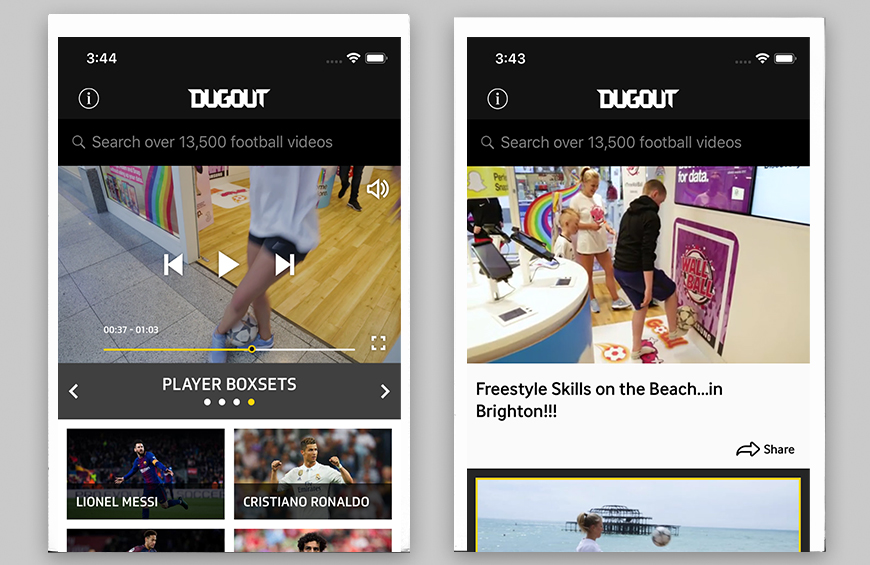 3:44
DUGOUT
Search over 13,500 football videos
00:37 - 01:03
PLAYER BOXSETS
LIONEL MESSI
CRISTIANO RONALDO
3:43
DUGOUT
Search over 13,500 football videos
for data.
WALL
BALL
Freestyle Skills on the Beach...in
Brighton!!!
Share